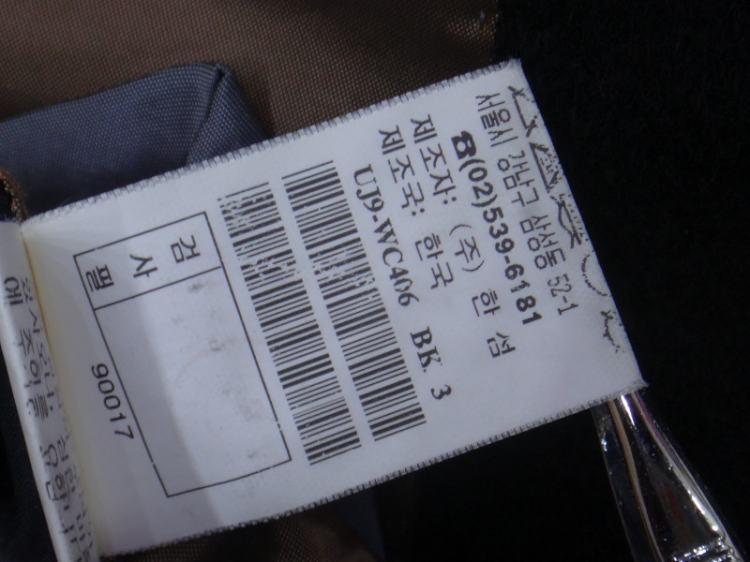 서울시 강남구 삼성동 52-1
☎(02)539-6181
제조자: (주) 한 섬
제조국: 한국
UJ9-WC406 BK 3
검
사
필
90017